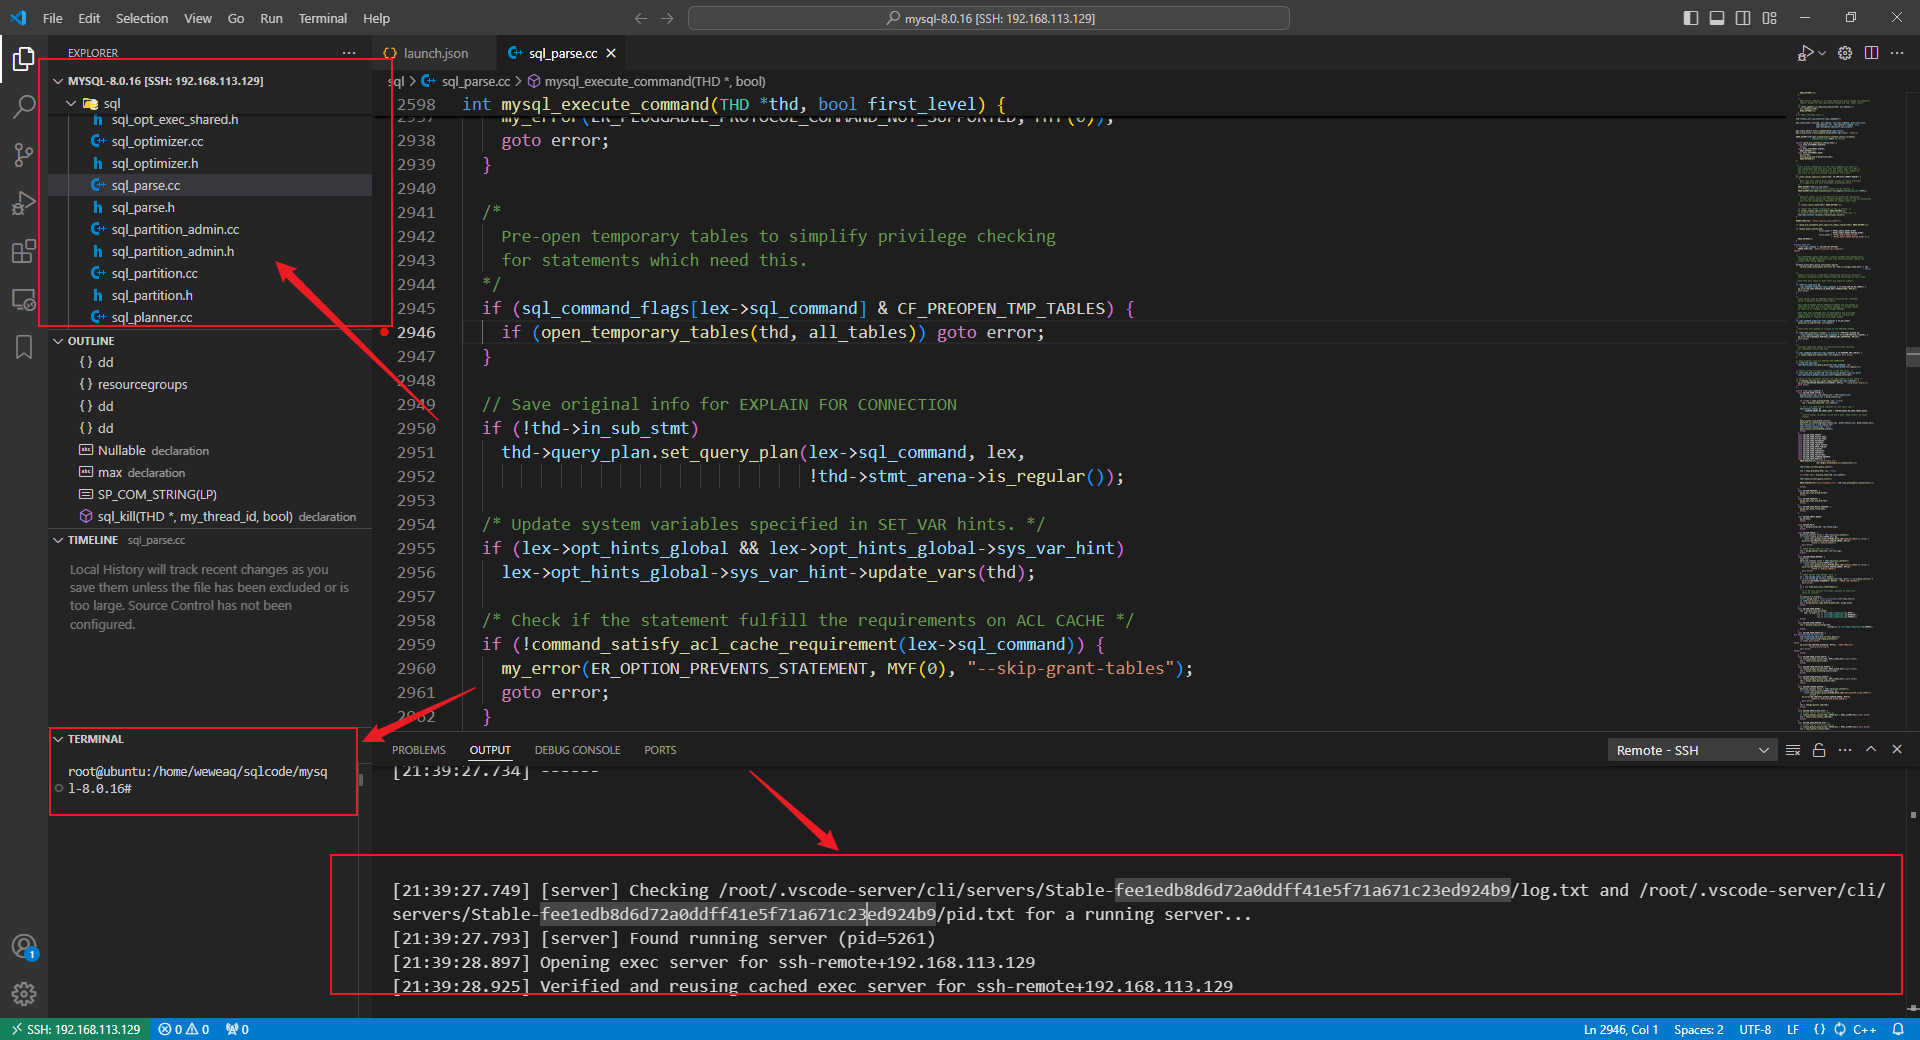 File Edit Selection View Go Run Terminal Help
mysql-8.0.16 [SSH: 192.168.113.129]
EXPLORER
MYSQL-8.0.16 [SSH: 192.168.113.129]
sql
sql_opt_exec_shared.h
sql_optimizer.cc
sql_optimizer.h
sql_parse.cc
sql_parse.h
sql_partition_admin.cc
sql_partition_admin.h
sql_partition.cc
sql_partition.h
sql_planner.cc
OUTLINE
{} dd
{} resourcegroups
{} dd
{} dd
Nullable declaration
max declaration
SP_COM_STRING(LP)
sql_kill(THD *, my_thread_id, bool) declaration
TIMELINE sql_parse.cc
Local History will track recent changes as you
save them unless the file has been excluded or is
too large. Source Control has not been
configured.
TERMINAL
root@ubuntu:/home/weweaq/sqlcode/mysq
l-8.0.16#
launch.json sql_parse.cc
sql > sql_parse.cc > mysql_execute_command(THD *, bool)
2598 int mysql_execute_command(THD *thd, bool first_level) {
2937 my_error(ER_PLUGGABLE_PROTOCOL_COMMAND_NOT_SUPPORTED, MYF(0));
2938 goto error;
2939 }
2940
2941 /*
2942 Pre-open temporary tables to simplify privilege checking
2943 for statements which need this.
2944 */
2945 if (sql_command_flags[lex->sql_command] & CF_PREOPEN_TMP_TABLES) {
2946 if (open_temporary_tables(thd, all_tables)) goto error;
2947 }
2948
2949 // Save original info for EXPLAIN FOR CONNECTION
2950 if (!thd->in_sub_stmt)
2951 thd->query_plan.set_query_plan(lex->sql_command, lex,
2952 !thd->stmt_arena->is_regular());
2953
2954 /* Update system variables specified in SET_VAR hints. */
2955 if (lex->opt_hints_global && lex->opt_hints_global->sys_var_hint)
2956 lex->opt_hints_global->sys_var_hint->update_vars(thd);
2957
2958 /* Check if the statement fulfill the requirements on ACL CACHE */
2959 if (!command_satisfy_acl_cache_requirement(lex->sql_command)) {
2960 my_error(ER_OPTION_PREVENTS_STATEMENT, MYF(0), "--skip-grant-tables");
2961 goto error;
2962 }
PROBLEMS OUTPUT DEBUG CONSOLE PORTS
Remote - SSH
[21:39:27.734] ------
[21:39:27.749] [server] Checking /root/.vscode-server/cli/servers/Stable-fee1edb8d6d72a0ddff41e5f71a671c23ed924b9/log.txt and /root/.vscode-server/cli/
servers/Stable-fee1edb8d6d72a0ddff41e5f71a671c23ed924b9/pid.txt for a running server...
[21:39:27.793] [server] Found running server (pid=5261)
[21:39:28.897] Opening exec server for ssh-remote+192.168.113.129
[21:39:28.925] Verified and reusing cached exec server for ssh-remote+192.168.113.129
1
SSH: 192.168.113.129 0 0 0
Ln 2946, Col 1 Spaces: 2 UTF-8 LF {} C++